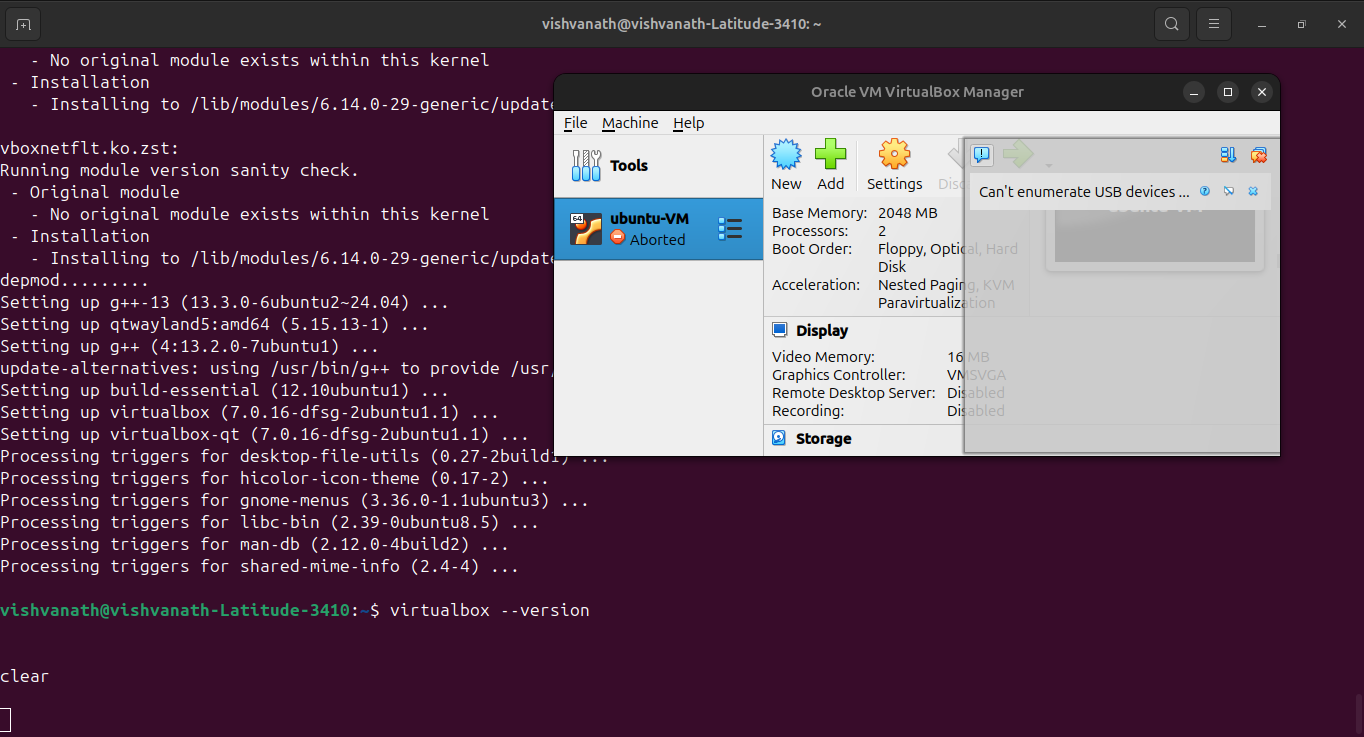 vishvanath@vishvanath-Latitude-3410: ~
- No original module exists within this kernel
- Installation
- Installing to /lib/modules/6.14.0-29-generic/update
vboxnetflt.ko.zst:
Running module version sanity check.
- Original module
- No original module exists within this kernel
- Installation
- Installing to /lib/modules/6.14.0-29-generic/update
depmod.........
Setting up g++-13 (13.3.0-6ubuntu2~24.04) ...
Setting up qtwayland5:amd64 (5.15.13-1) ...
Setting up g++ (4:13.2.0-7ubuntu1) ...
update-alternatives: using /usr/bin/g++ to provide /usr/
Setting up build-essential (12.10ubuntu1) ...
Setting up virtualbox (7.0.16-dfsg-2ubuntu1.1) ...
Setting up virtualbox-qt (7.0.16-dfsg-2ubuntu1.1) ...
Processing triggers for desktop-file-utils (0.27-2build1) ...
Processing triggers for hicolor-icon-theme (0.17-2) ...
Processing triggers for gnome-menus (3.36.0-1.1ubuntu3) ...
Processing triggers for libc-bin (2.39-0ubuntu8.5) ...
Processing triggers for man-db (2.12.0-4build2) ...
Processing triggers for shared-mime-info (2.4-4) ...
vishvanath@vishvanath-Latitude-3410:~$ virtualbox --version
clear
Oracle VM VirtualBox Manager
File Machine Help
Tools
ubuntu-VM
64
Aborted
New Add Settings Disc
Can't enumerate USB devices ...
Base Memory: 2048 MB
Processors: 2
Boot Order: Floppy, Optical, Hard
Disk
Acceleration: Nested Paging, KVM
Paravirtualization
Display
Video Memory: 16 MB
Graphics Controller: VMSVGA
Remote Desktop Server: Disabled
Recording: Disabled
Storage